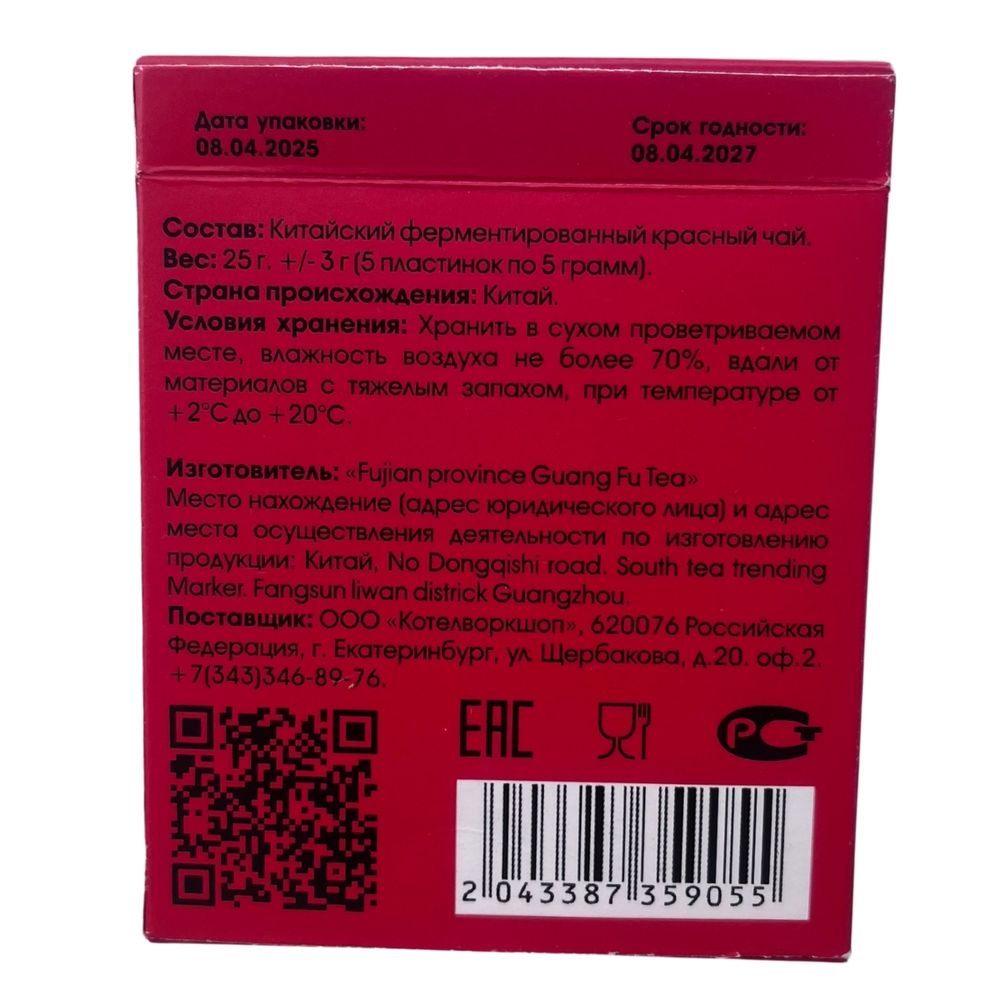 Дата упаковки:
08.04.2025
Срок годности:
08.04.2027
Состав: Китайский ферментированный красный чай.
Вес: 25 г. +/- 3 г (5 пластинок по 5 грамм).
Страна происхождения: Китай.
Условия хранения: Хранить в сухом проветриваемом
месте, влажность воздуха не более 70%, вдали от
материалов с тяжелым запахом, при температуре от
+2°С до +20°С.
Изготовитель: «Fujian province Guang Fu Tea»
Место нахождение (адрес юридического лица) и адрес
места осуществления деятельности по изготовлению
продукции: Китай, No Dongqishi road. South tea trending
Marker. Fangsun liwan districk Guangzhou.
Поставщик: ООО «Котелворкшоп», 620076 Российская
Федерация, г. Екатеринбург, ул. Щербакова, д.20. оф.2.
+7(343)346-89-76.
EAC
РСТ
2 043387 359055